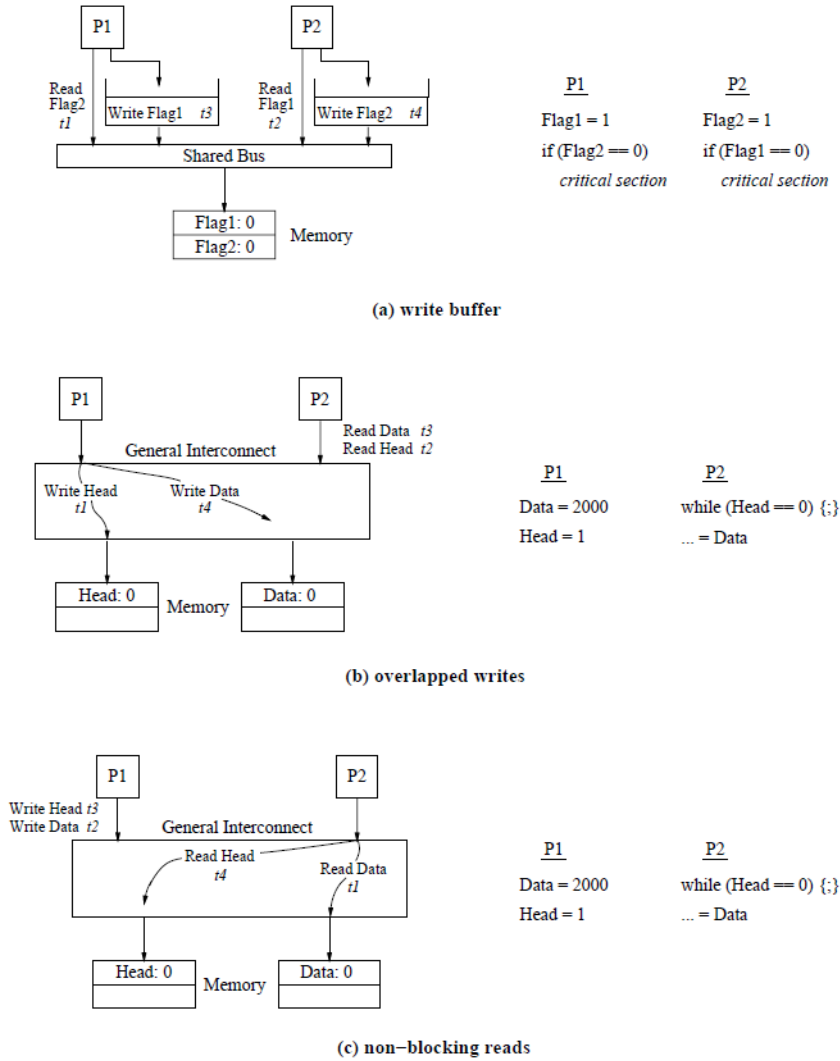 P1
P2
Read
Flag2
t1
Write Flag1 t3
Read
Flag1
t2
Write Flag2 t4
Shared Bus
Flag1: 0
Flag2: 0
Memory
P1 P2
Flag1 = 1 Flag2 = 1
if (Flag2 == 0) if (Flag1 == 0)
critical section critical section
(a) write buffer
P1
P2
Read Data t3
Read Head t2
General Interconnect
Write Head
t1
Write Data
t4
Head: 0
Memory
Data: 0
P1 P2
Data = 2000 while (Head == 0) {;}
Head = 1 ... = Data
(b) overlapped writes
P1
P2
Write Head t3
Write Data t2
General Interconnect
Read Head
t4
Read Data
t1
Head: 0
Memory
Data: 0
P1 P2
Data = 2000 while (Head == 0) {;}
Head = 1 ... = Data
(c) non−blocking reads